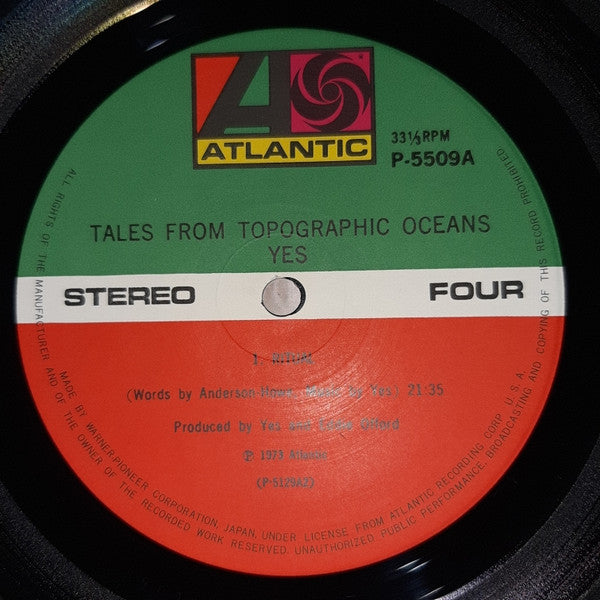 ATLANTIC
33⅓RPM
P-5509A
TALES FROM TOPOGRAPHIC OCEANS
YES
STEREO
FOUR
1. RITUAL
(Words by Anderson-Howe, Music by Yes) 21:35
Produced by Yes and Eddie Offord
Ⓟ 1973 Atlantic
(P-5129A2)
MADE BY WARNER-PIONEER CORPORATION, JAPAN, UNDER LICENSE FROM ATLANTIC RECORDING CORP. U.S.A.
ALL RIGHTS OF THE MANUFACTURER AND OF THE OWNER OF THE RECORDED WORK RESERVED. UNAUTHORIZED PUBLIC PERFORMANCE, BROADCASTING AND COPYING OF THIS RECORD PROHIBITED